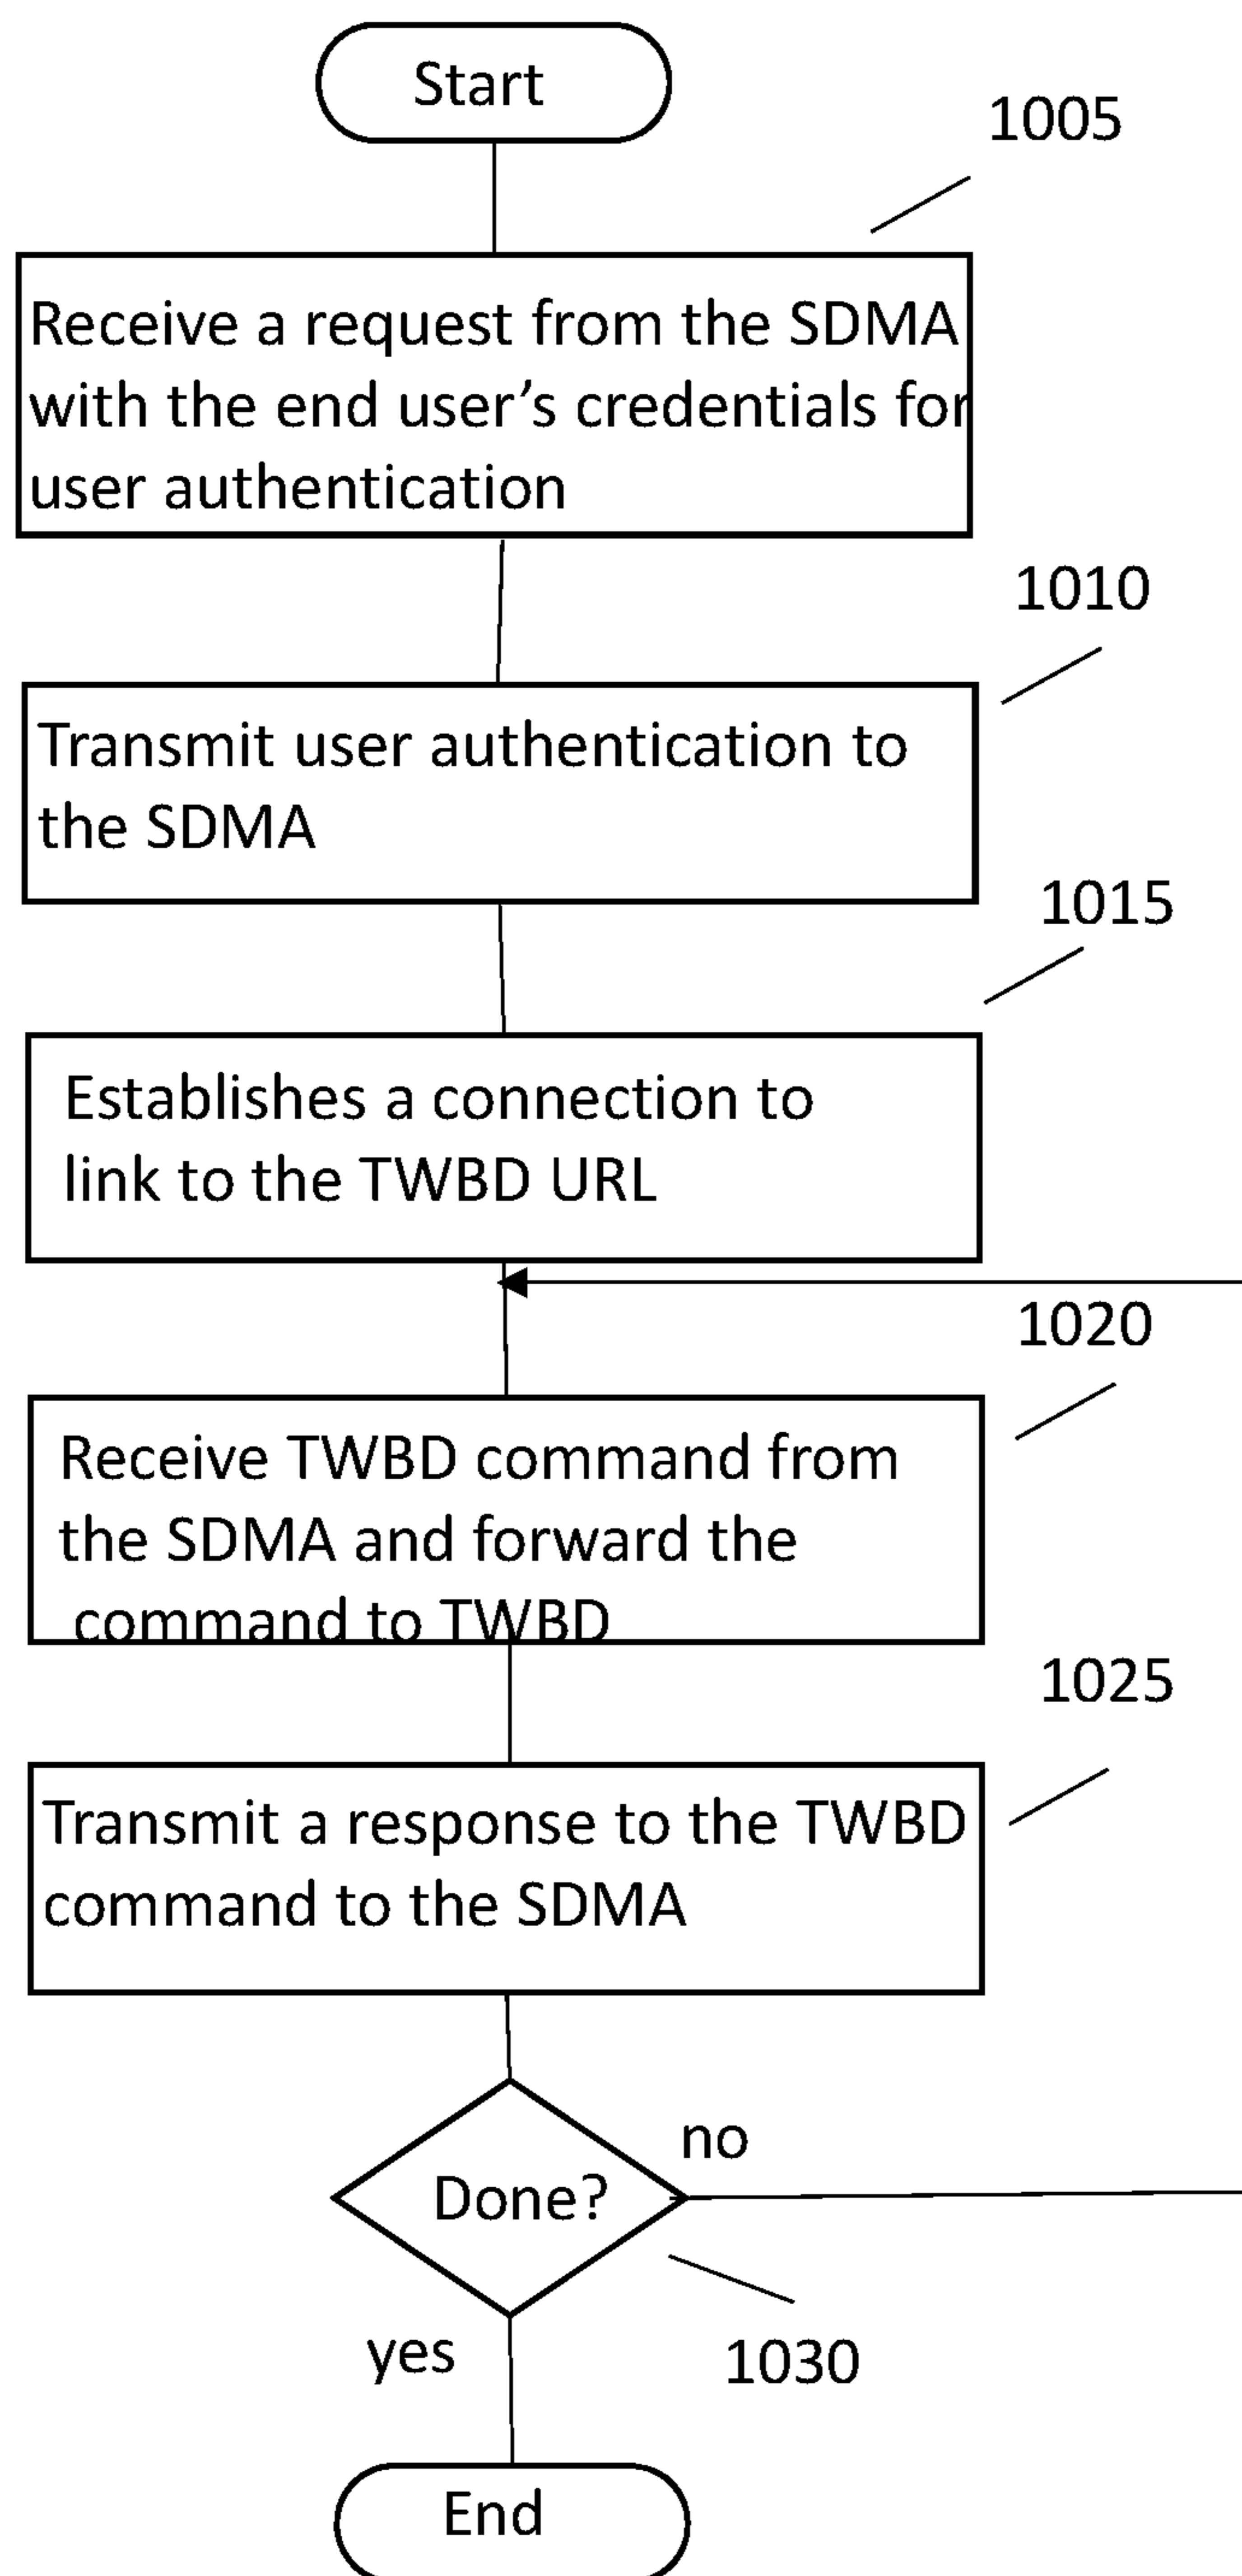 Start
1005
Receive a request from the SDMA
with the end user’s credentials for
user authentication
1010
Transmit user authentication to
the SDMA
1015
Establishes a connection to
link to the TWBD URL
1020
Receive TWBD command from
the SDMA and forward the
command to TWBD
1025
Transmit a response to the TWBD
command to the SDMA
no
Done?
yes
1030
End